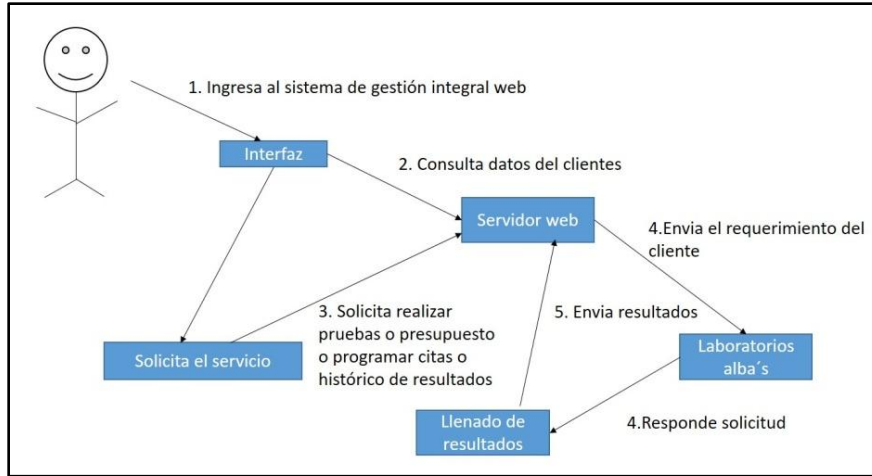 1. Ingresa al sistema de gestión integral web
Interfaz
2. Consulta datos del clientes
Servidor web
4.Envia el requerimiento del
cliente
3. Solicita realizar
pruebas o presupuesto
o programar citas o
histórico de resultados
5. Envia resultados
Solicita el servicio
Laboratorios
alba´s
Llenado de
resultados
4.Responde solicitud